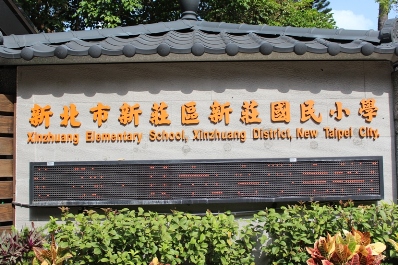 新北市新莊區新莊國民小學
Xinzhuang Elementary School, Xinzhuang District, New Taipei City.